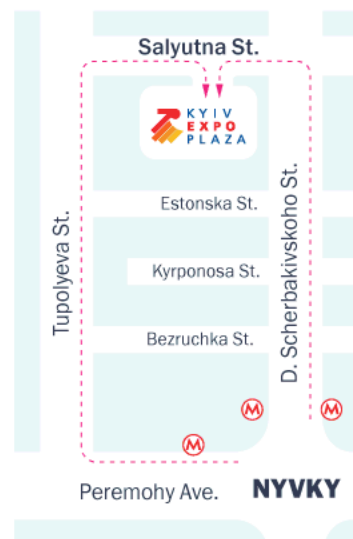 Salyutna St.
KYIV
EXPO
PLAZA
Estonska St.
Tupolyeva St.
D. Scherbakivskoho St.
Kyrponosa St.
Bezruchka St.
M
M
M
Peremohy Ave.
NYVKY